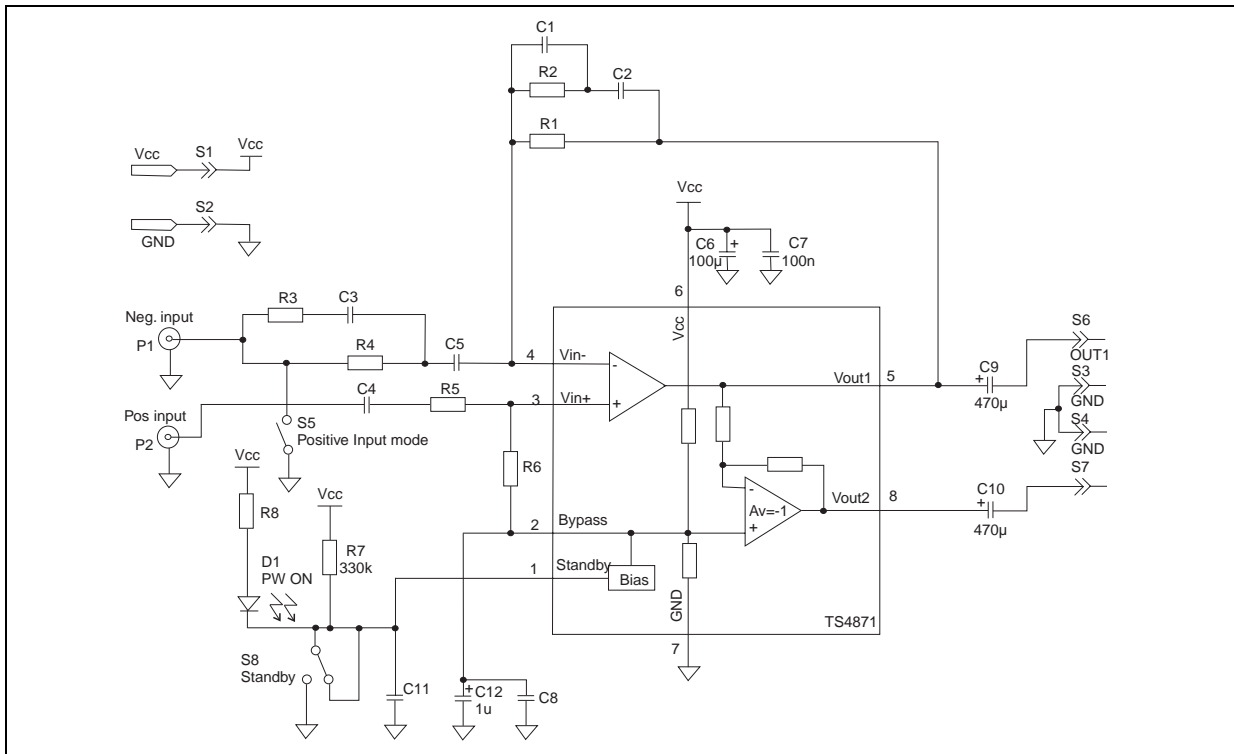 C1
R2
C2
R1
Vcc
S1
Vcc
S2
GND
Vcc
C6
+
100µ
C7
100n
6
Vcc
R3
C3
Neg. input
P1
R4
C5
4
Vin-
-
C4
R5
3
Vin+
+
Pos input
P2
S5
Positive Input mode
Vout1
5
C9
+
470µ
S6
OUT1
S3
GND
S4
GND
S7
R6
Vcc
R8
Vcc
R7
330k
D1
PW ON
2
Bypass
1
Standby
Bias
-
Av=-1
+
Vout2
8
C10
+
470µ
GND
TS4871
7
S8
Standby
C11
+
C12
1u
C8